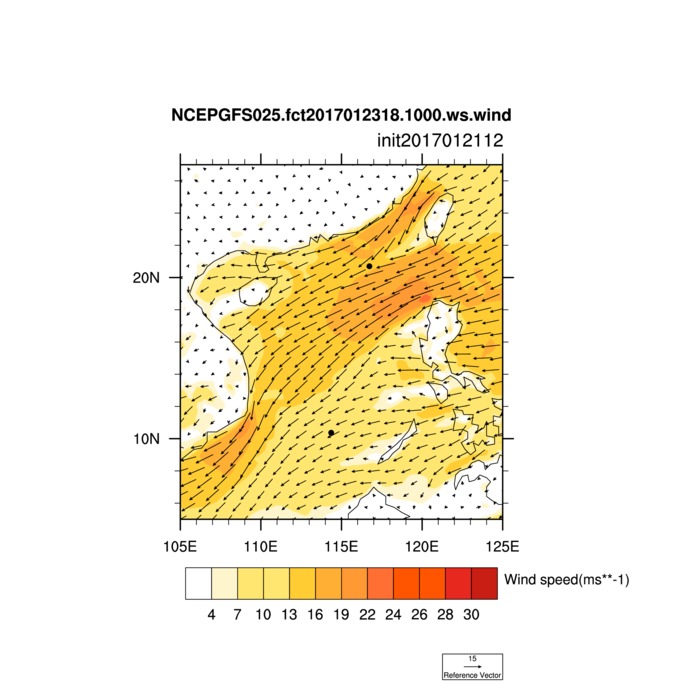 NCEPGFS025.fct2017012318.1000.ws.wind
init2017012112
20N
10N
105E 110E 115E 120E 125E
Wind speed(ms**-1)
4 7 10 13 16 19 22 24 26 28 30
15
Reference Vector